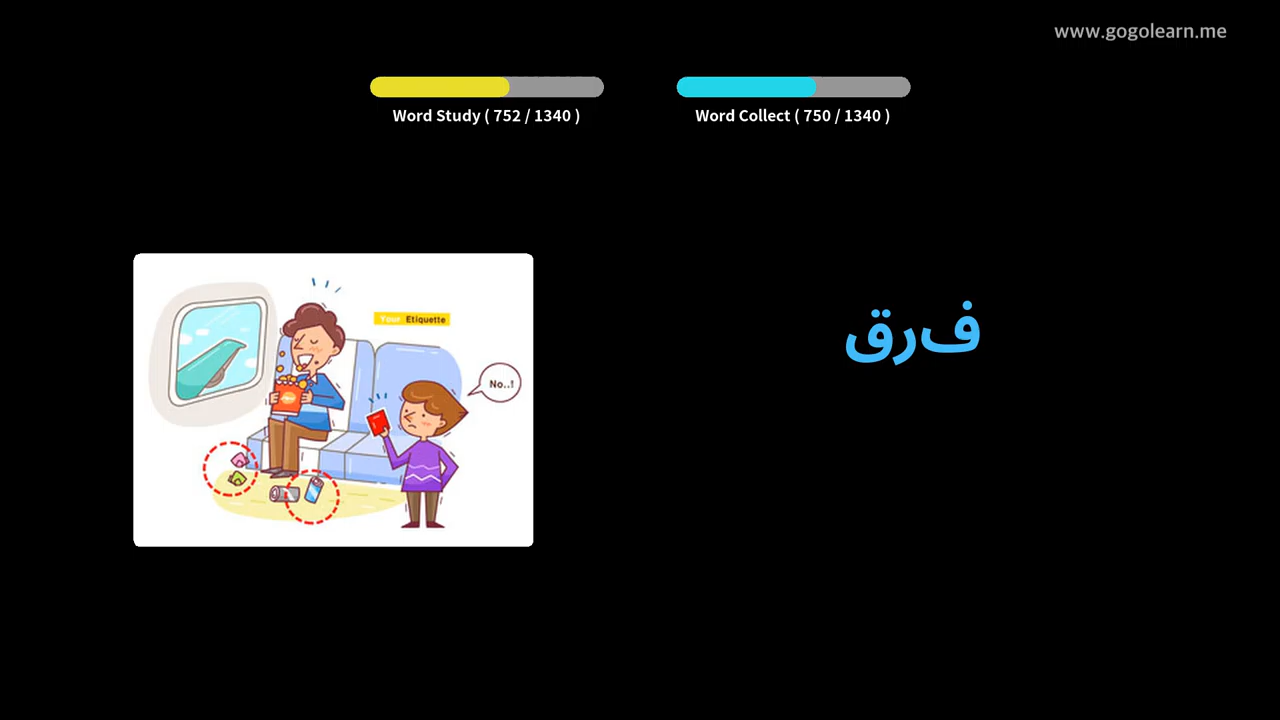 www.gogolearn.me
Word Study ( 752 / 1340 )
Word Collect ( 750 / 1340 )
Your Etiquette
No..!
فرق